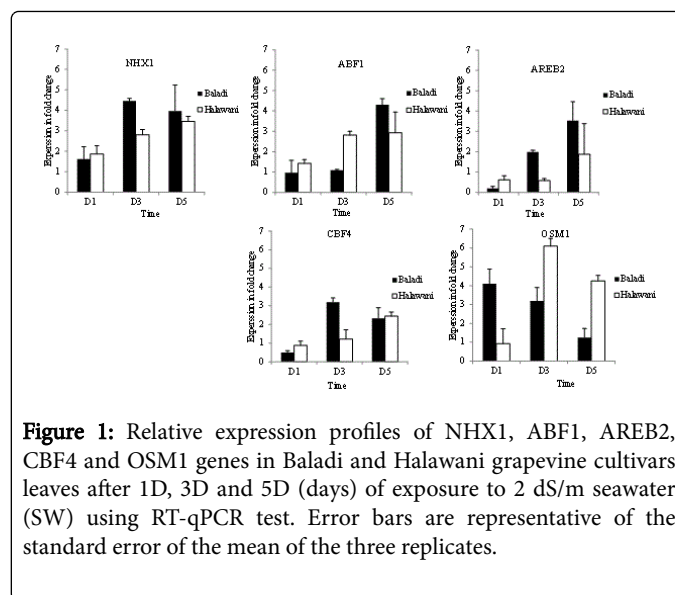 NHX1
Experssion in fold change
7
6
5
4
3
2
1
0
D1 D3 D5
Time
Baladi
Halawani
ABF1
Experssion in fold change
7
6
5
4
3
2
1
0
D1 D3 D5
Time
Baladi
Halawani
AREB2
Experssion in fold change
7
6
5
4
3
2
1
0
D1 D3 D5
Time
Baladi
Halawani
CBF4
Experssion in fold change
7
6
5
4
3
2
1
0
D1 D3 D5
Time
Baladi
Halawani
OSM1
Experssion in fold change
7
6
5
4
3
2
1
0
D1 D3 D5
Time
Baladi
Halawani
Figure 1: Relative expression profiles of NHX1, ABF1, AREB2,
CBF4 and OSM1 genes in Baladi and Halawani grapevine cultivars
leaves after 1D, 3D and 5D (days) of exposure to 2 dS/m seawater
(SW) using RT-qPCR test. Error bars are representative of the
standard error of the mean of the three replicates.